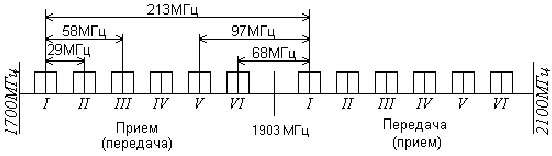 213МГц
58МГц 97МГц
29МГц 68МГц
1700МГц I II III IV V VI I II III IV V VI 2100МГц
Прием 1903 МГц Передача
(передача) (прием)